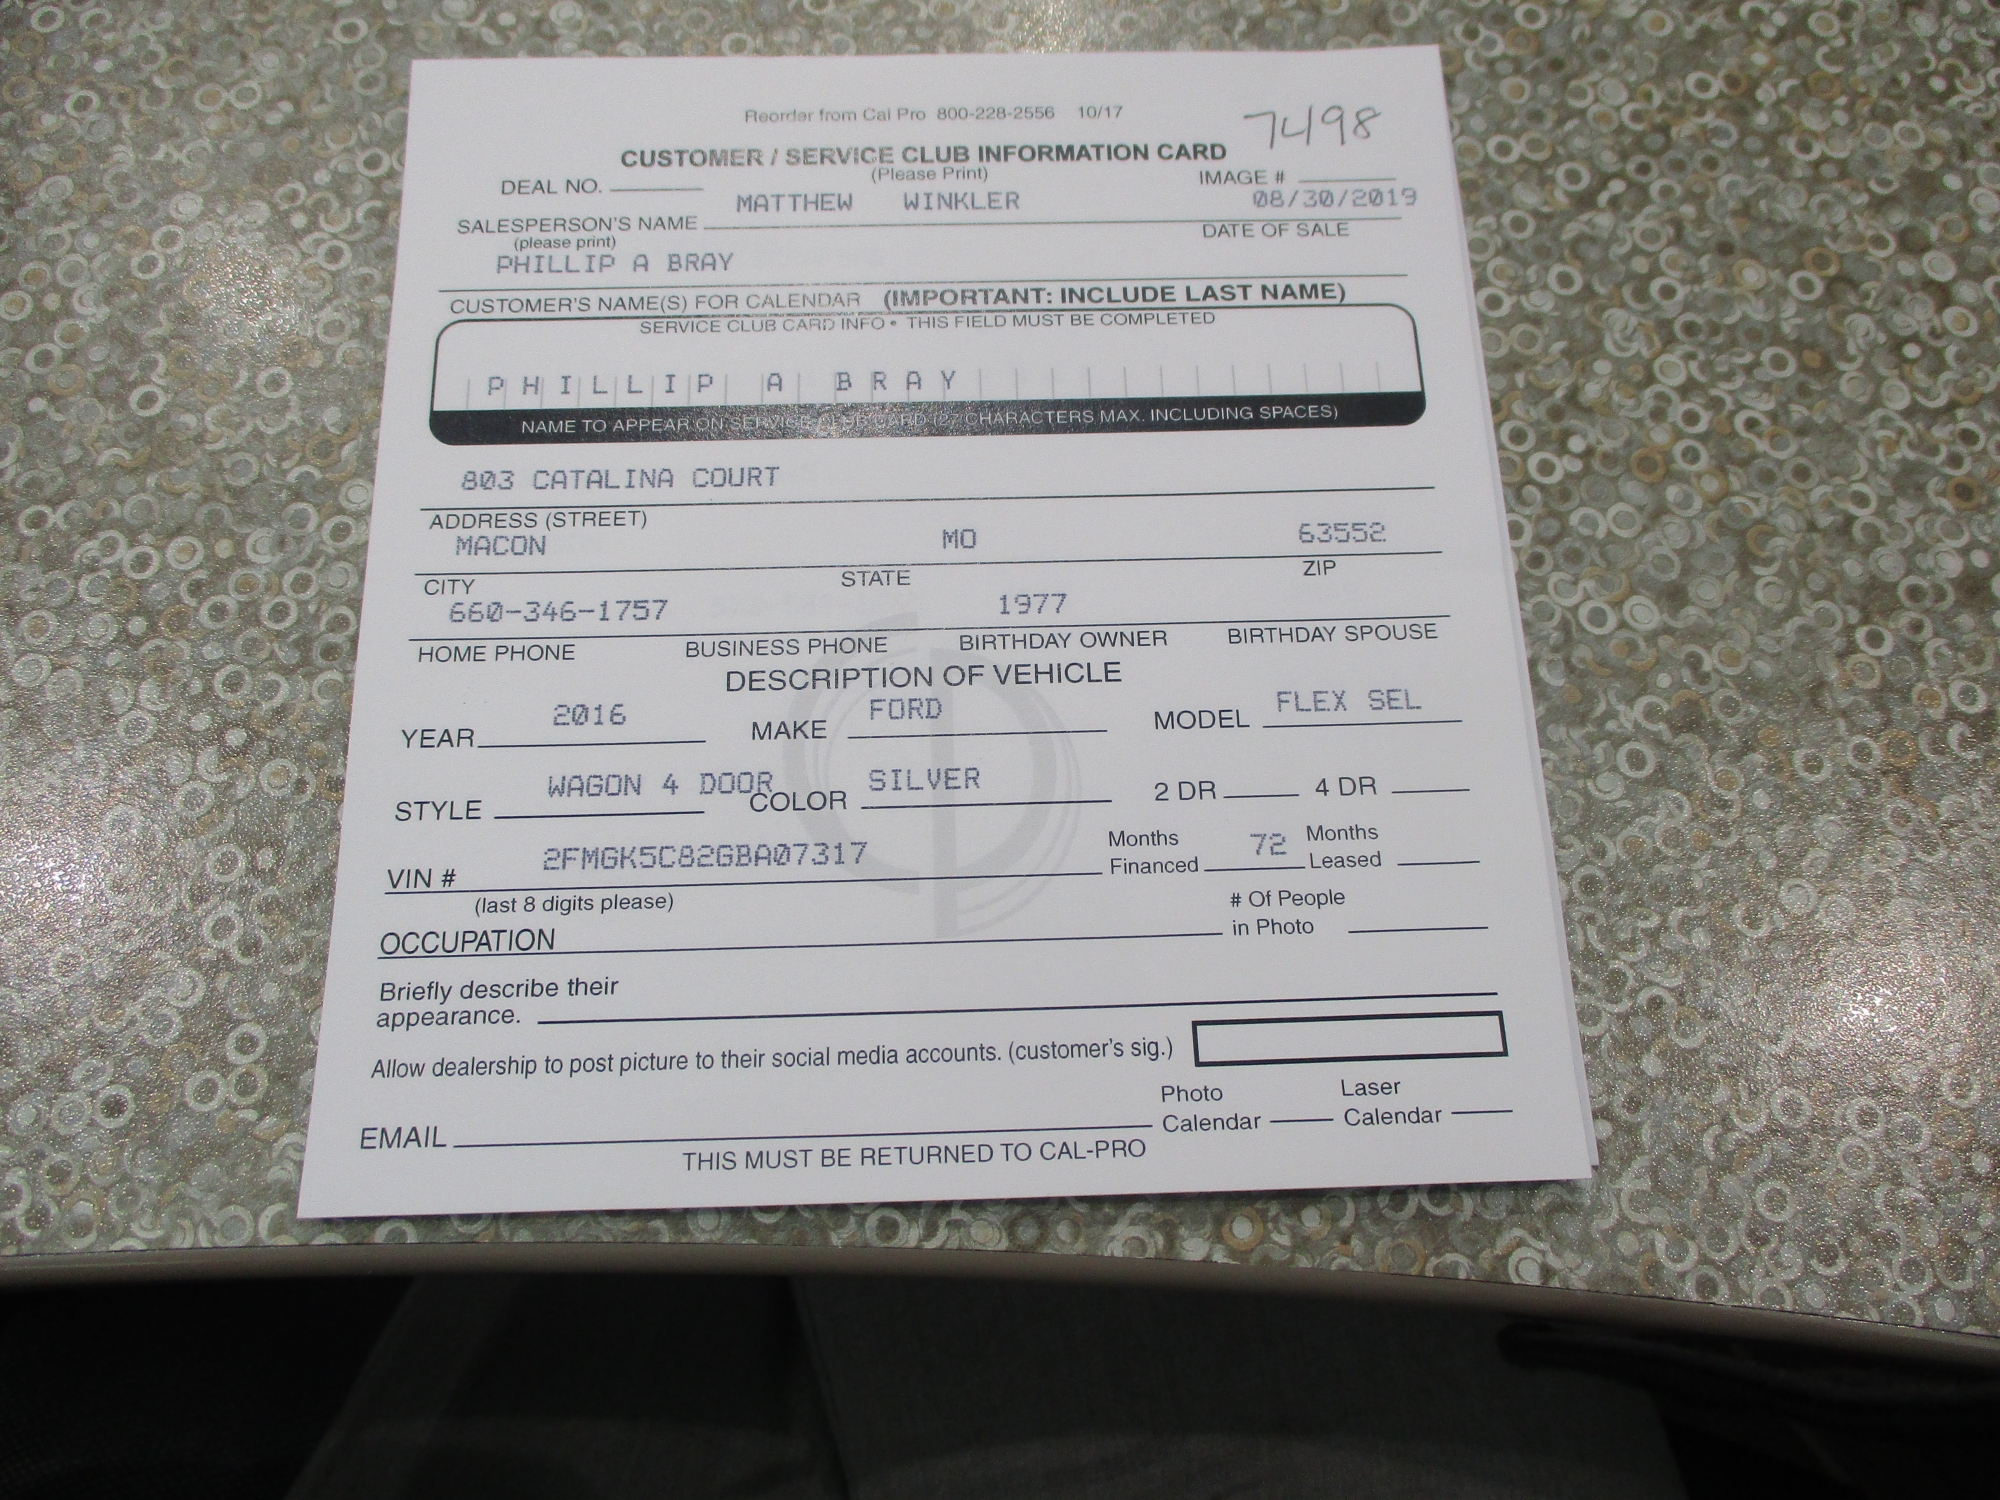 Reorder from Cal Pro 800-228-2556 10/17
7498
CUSTOMER / SERVICE CLUB INFORMATION CARD
(Please Print)
DEAL NO.
IMAGE #
MATTHEW WINKLER 08/30/2019
SALESPERSON'S NAME
DATE OF SALE
(please print)
PHILLIP A BRAY
CUSTOMER'S NAME(S) FOR CALENDAR (IMPORTANT: INCLUDE LAST NAME)
SERVICE CLUB CARD INFO • THIS FIELD MUST BE COMPLETED
PHILLIP A BRAY
NAME TO APPEAR ON SERVICE CLUB CARD (27 CHARACTERS MAX. INCLUDING SPACES)
803 CATALINA COURT
ADDRESS (STREET)
MACON MO 63552
CITY STATE ZIP
660-346-1757 1977
HOME PHONE BUSINESS PHONE BIRTHDAY OWNER BIRTHDAY SPOUSE
DESCRIPTION OF VEHICLE
YEAR 2016 MAKE FORD MODEL FLEX SEL
STYLE WAGON 4 DOOR COLOR SILVER 2 DR 4 DR
VIN # 2FMGK5C82GBA07317 Months Financed 72 Months Leased
(last 8 digits please)
# Of People
in Photo
OCCUPATION
Briefly describe their
appearance.
Allow dealership to post picture to their social media accounts. (customer's sig.)
Photo Laser
EMAIL Calendar Calendar
THIS MUST BE RETURNED TO CAL-PRO